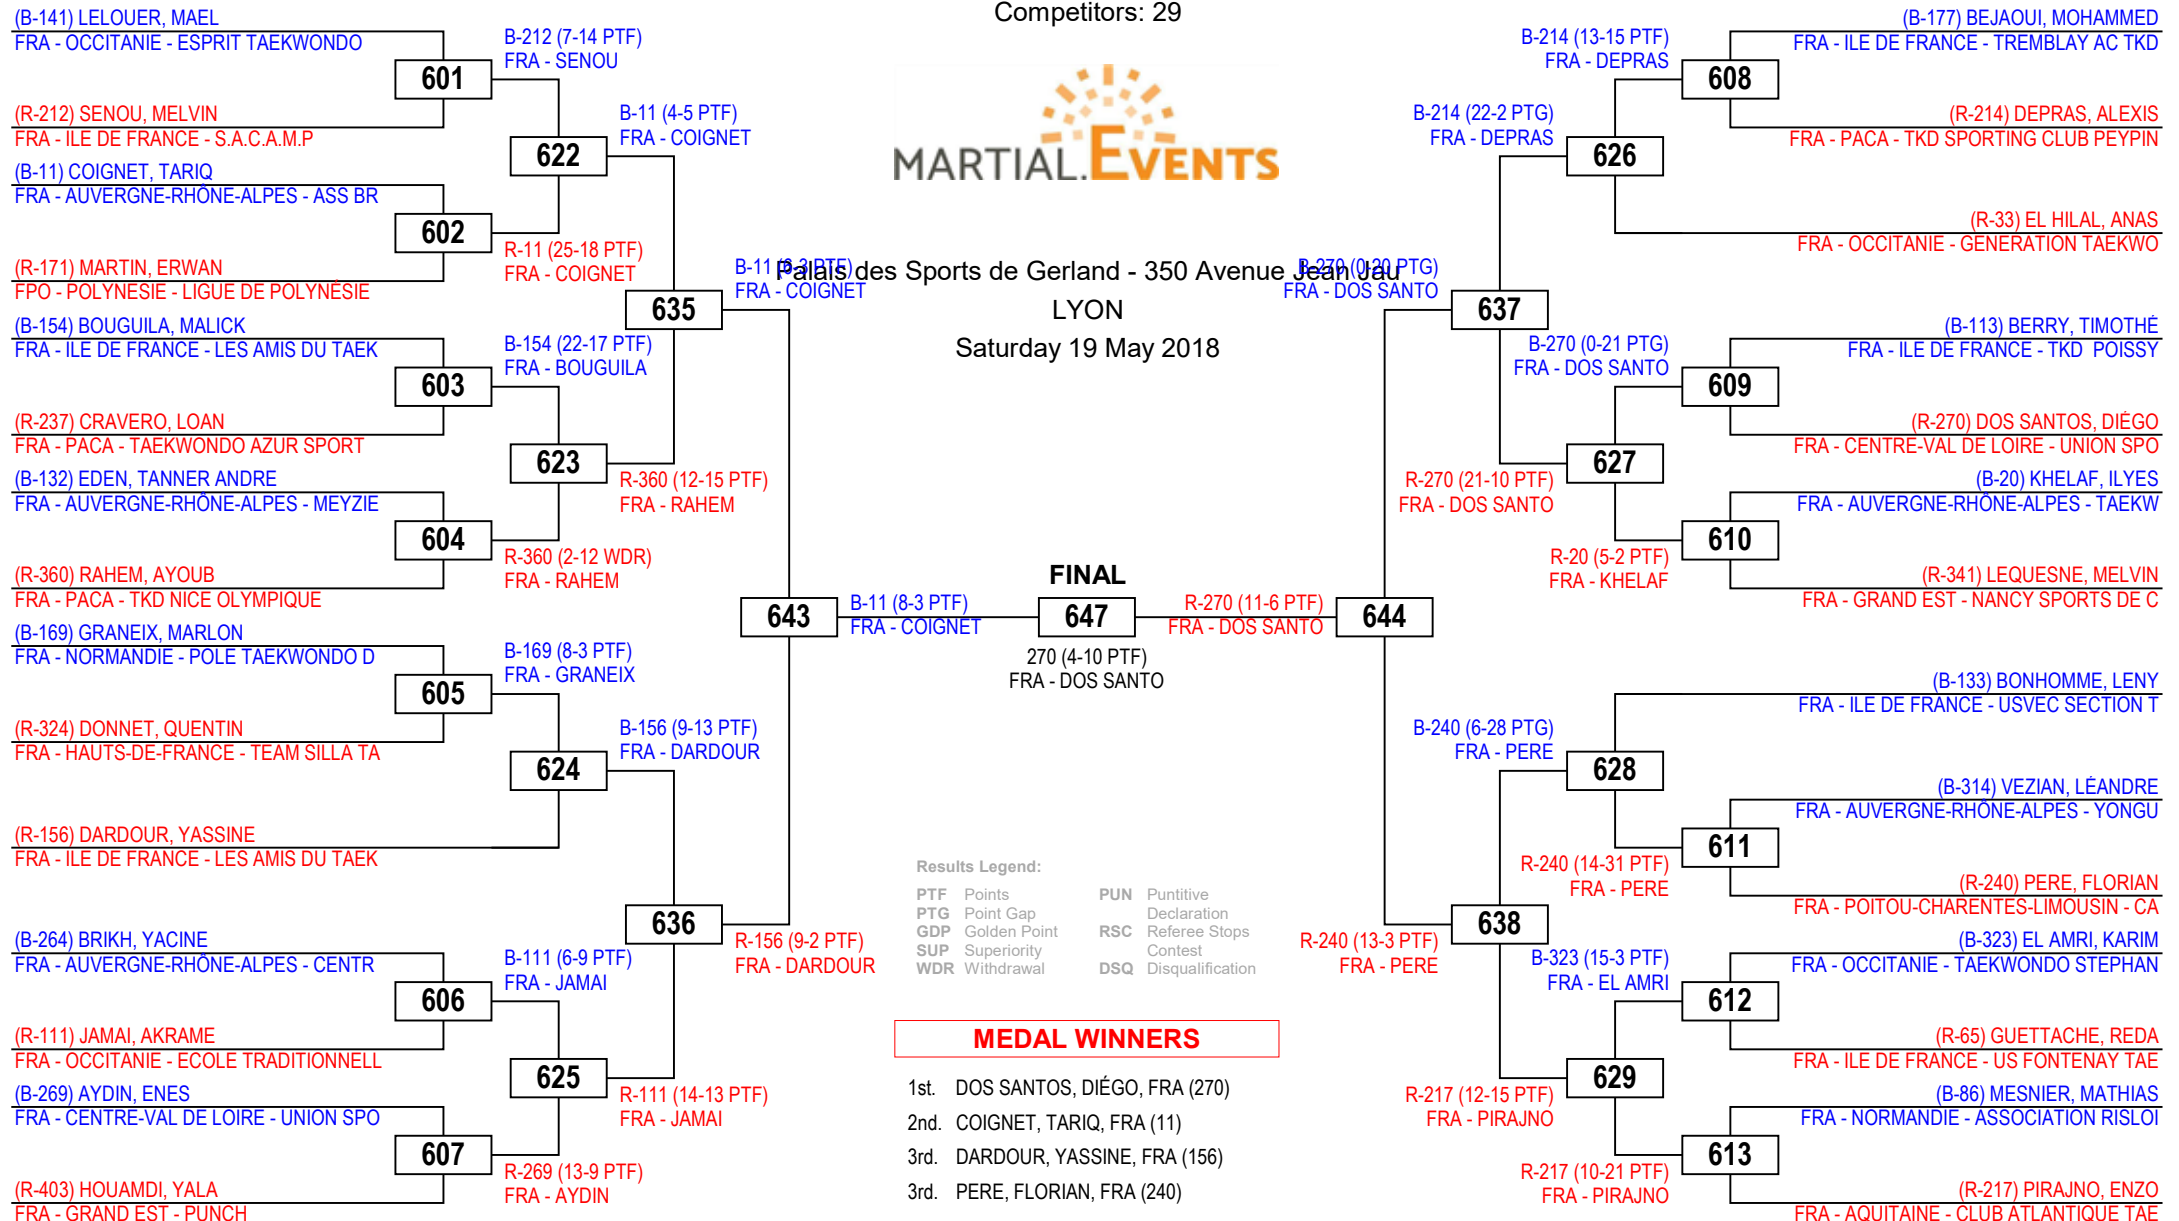 Competitors: 29
MARTIAL.EVENTS
Palais des Sports de Gerland - 350 Avenue Jean Jau
LYON
Saturday 19 May 2018
(B-141) LELOUER, MAEL
FRA - OCCITANIE - ESPRIT TAEKWONDO
601
(R-212) SENOU, MELVIN
FRA - ILE DE FRANCE - S.A.C.A.M.P
(B-11) COIGNET, TARIQ
FRA - AUVERGNE-RHÔNE-ALPES - ASS BR
602
(R-171) MARTIN, ERWAN
FPO - POLYNESIE - LIGUE DE POLYNÉSIE
(B-154) BOUGUILA, MALICK
FRA - ILE DE FRANCE - LES AMIS DU TAEK
603
(R-237) CRAVERO, LOAN
FRA - PACA - TAEKWONDO AZUR SPORT
(B-132) EDEN, TANNER ANDRE
FRA - AUVERGNE-RHÔNE-ALPES - MEYZIE
604
(R-360) RAHEM, AYOUB
FRA - PACA - TKD NICE OLYMPIQUE
(B-169) GRANEIX, MARLON
FRA - NORMANDIE - POLE TAEKWONDO D
605
(R-324) DONNET, QUENTIN
FRA - HAUTS-DE-FRANCE - TEAM SILLA TA
(R-156) DARDOUR, YASSINE
FRA - ILE DE FRANCE - LES AMIS DU TAEK
(B-264) BRIKH, YACINE
FRA - AUVERGNE-RHÔNE-ALPES - CENTR
606
(R-111) JAMAI, AKRAME
FRA - OCCITANIE - ECOLE TRADITIONNELL
(B-269) AYDIN, ENES
FRA - CENTRE-VAL DE LOIRE - UNION SPO
607
(R-403) HOUAMDI, YALA
FRA - GRAND EST - PUNCH
B-212 (7-14 PTF)
FRA - SENOU
622
R-11 (25-18 PTF)
FRA - COIGNET
B-154 (22-17 PTF)
FRA - BOUGUILA
623
R-360 (2-12 WDR)
FRA - RAHEM
B-169 (8-3 PTF)
FRA - GRANEIX
624
B-111 (6-9 PTF)
FRA - JAMAI
625
R-269 (13-9 PTF)
FRA - AYDIN
B-11 (4-5 PTF)
FRA - COIGNET
635
R-360 (12-15 PTF)
FRA - RAHEM
B-156 (9-13 PTF)
FRA - DARDOUR
636
R-111 (14-13 PTF)
FRA - JAMAI
B-11 (6-3 PTF)
FRA - COIGNET
643
R-156 (9-2 PTF)
FRA - DARDOUR
B-11 (8-3 PTF)
FRA - COIGNET
FINAL
647
270 (4-10 PTF)
FRA - DOS SANTO
R-270 (11-6 PTF)
FRA - DOS SANTO
644
B-270 (0-20 PTG)
FRA - DOS SANTO
R-240 (13-3 PTF)
FRA - PERE
B-214 (22-2 PTG)
FRA - DEPRAS
637
R-270 (21-10 PTF)
FRA - DOS SANTO
B-240 (6-28 PTG)
FRA - PERE
638
R-217 (12-15 PTF)
FRA - PIRAJNO
B-214 (13-15 PTF)
FRA - DEPRAS
626
B-270 (0-21 PTG)
FRA - DOS SANTO
627
R-20 (5-2 PTF)
FRA - KHELAF
628
R-240 (14-31 PTF)
FRA - PERE
B-323 (15-3 PTF)
FRA - EL AMRI
629
R-217 (10-21 PTF)
FRA - PIRAJNO
(B-177) BEJAOUI, MOHAMMED
FRA - ILE DE FRANCE - TREMBLAY AC TKD
608
(R-214) DEPRAS, ALEXIS
FRA - PACA - TKD SPORTING CLUB PEYPIN
(R-33) EL HILAL, ANAS
FRA - OCCITANIE - GENERATION TAEKWO
(B-113) BERRY, TIMOTHÉ
FRA - ILE DE FRANCE - TKD POISSY
609
(R-270) DOS SANTOS, DIÉGO
FRA - CENTRE-VAL DE LOIRE - UNION SPO
(B-20) KHELAF, ILYES
FRA - AUVERGNE-RHÔNE-ALPES - TAEKW
610
(R-341) LEQUESNE, MELVIN
FRA - GRAND EST - NANCY SPORTS DE C
(B-133) BONHOMME, LENY
FRA - ILE DE FRANCE - USVEC SECTION T
(B-314) VEZIAN, LÉANDRE
FRA - AUVERGNE-RHÔNE-ALPES - YONGU
611
(R-240) PERE, FLORIAN
FRA - POITOU-CHARENTES-LIMOUSIN - CA
(B-323) EL AMRI, KARIM
FRA - OCCITANIE - TAEKWONDO STEPHAN
612
(R-65) GUETTACHE, REDA
FRA - ILE DE FRANCE - US FONTENAY TAE
(B-86) MESNIER, MATHIAS
FRA - NORMANDIE - ASSOCIATION RISLOI
613
(R-217) PIRAJNO, ENZO
FRA - AQUITAINE - CLUB ATLANTIQUE TAE
Results Legend:
PTF Points
PTG Point Gap
GDP Golden Point
SUP Superiority
WDR Withdrawal
PUN Puntitive
Declaration
RSC Referee Stops
Contest
DSQ Disqualification
MEDAL WINNERS
1st. DOS SANTOS, DIÉGO, FRA (270)
2nd. COIGNET, TARIQ, FRA (11)
3rd. DARDOUR, YASSINE, FRA (156)
3rd. PERE, FLORIAN, FRA (240)